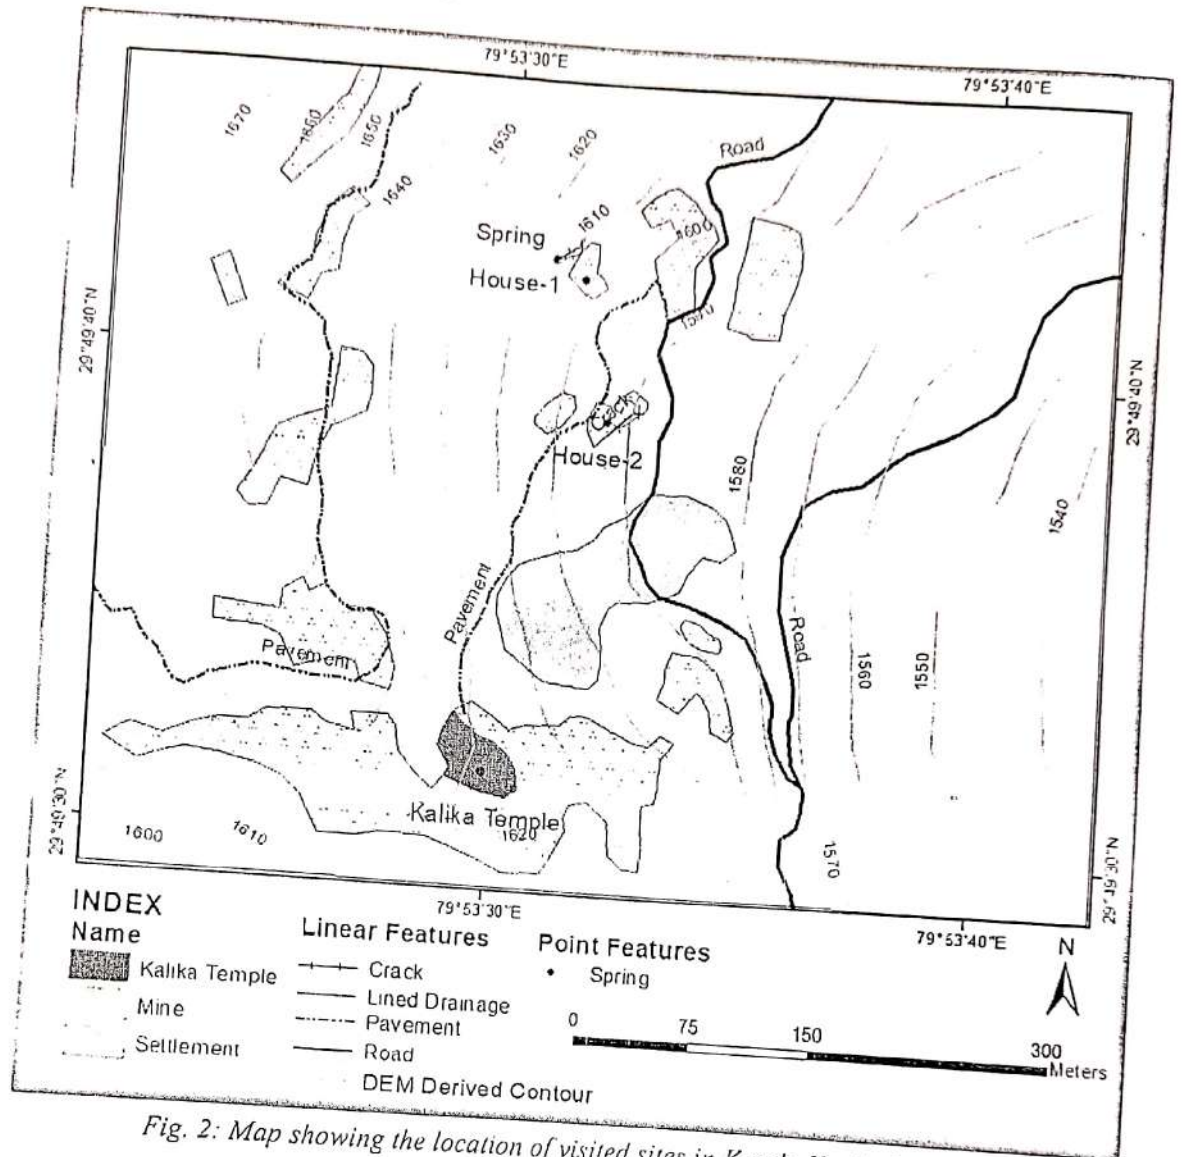 79°53'30"E
79°53'40"E
1670
1660
1650
1640
1630
1620
Road
Spring
1610
1600
House-1
29°49'40"N
29°49'40"N
Crack
House-2
1580
1540
Pavement
Pavement
Road
1560
1550
Kalika Temple
1620
1600
1610
1570
29°49'30"N
29°49'30"N
79°53'30"E
79°53'40"E
INDEX
Name
Kalika Temple
Mine
Settlement
Linear Features
Crack
Lined Drainage
Pavement
Road
DEM Derived Contour
Point Features
Spring
N
0 75 150 300
Meters
Fig. 2: Map showing the location of visited sites in